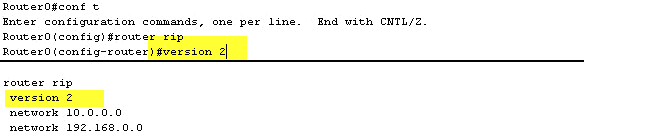 Router0#conf t
Enter configuration commands, one per line.  End with CNTL/Z.
Router0(config)#router rip
Router0(config-router)#version 2
router rip
 version 2
 network 10.0.0.0
 network 192.168.0.0